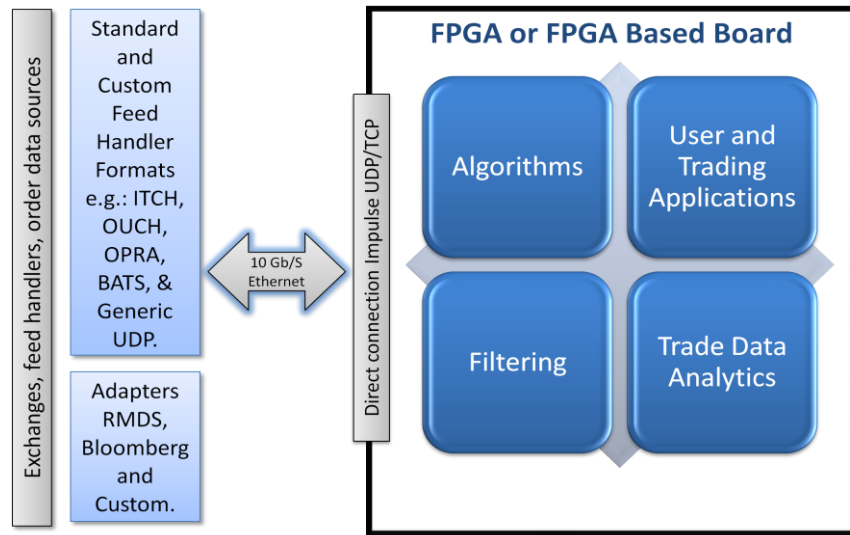 Exchanges, feed handlers, order data sources
Standard
and
Custom
Feed
Handler
Formats
e.g.: ITCH,
OUCH,
OPRA,
BATS, &
Generic
UDP.
Adapters
RMDS,
Bloomberg
and
Custom.
10 Gb/S
Ethernet
Direct connection Impulse UDP/TCP
FPGA or FPGA Based Board
Algorithms
User and
Trading
Applications
Filtering
Trade Data
Analytics